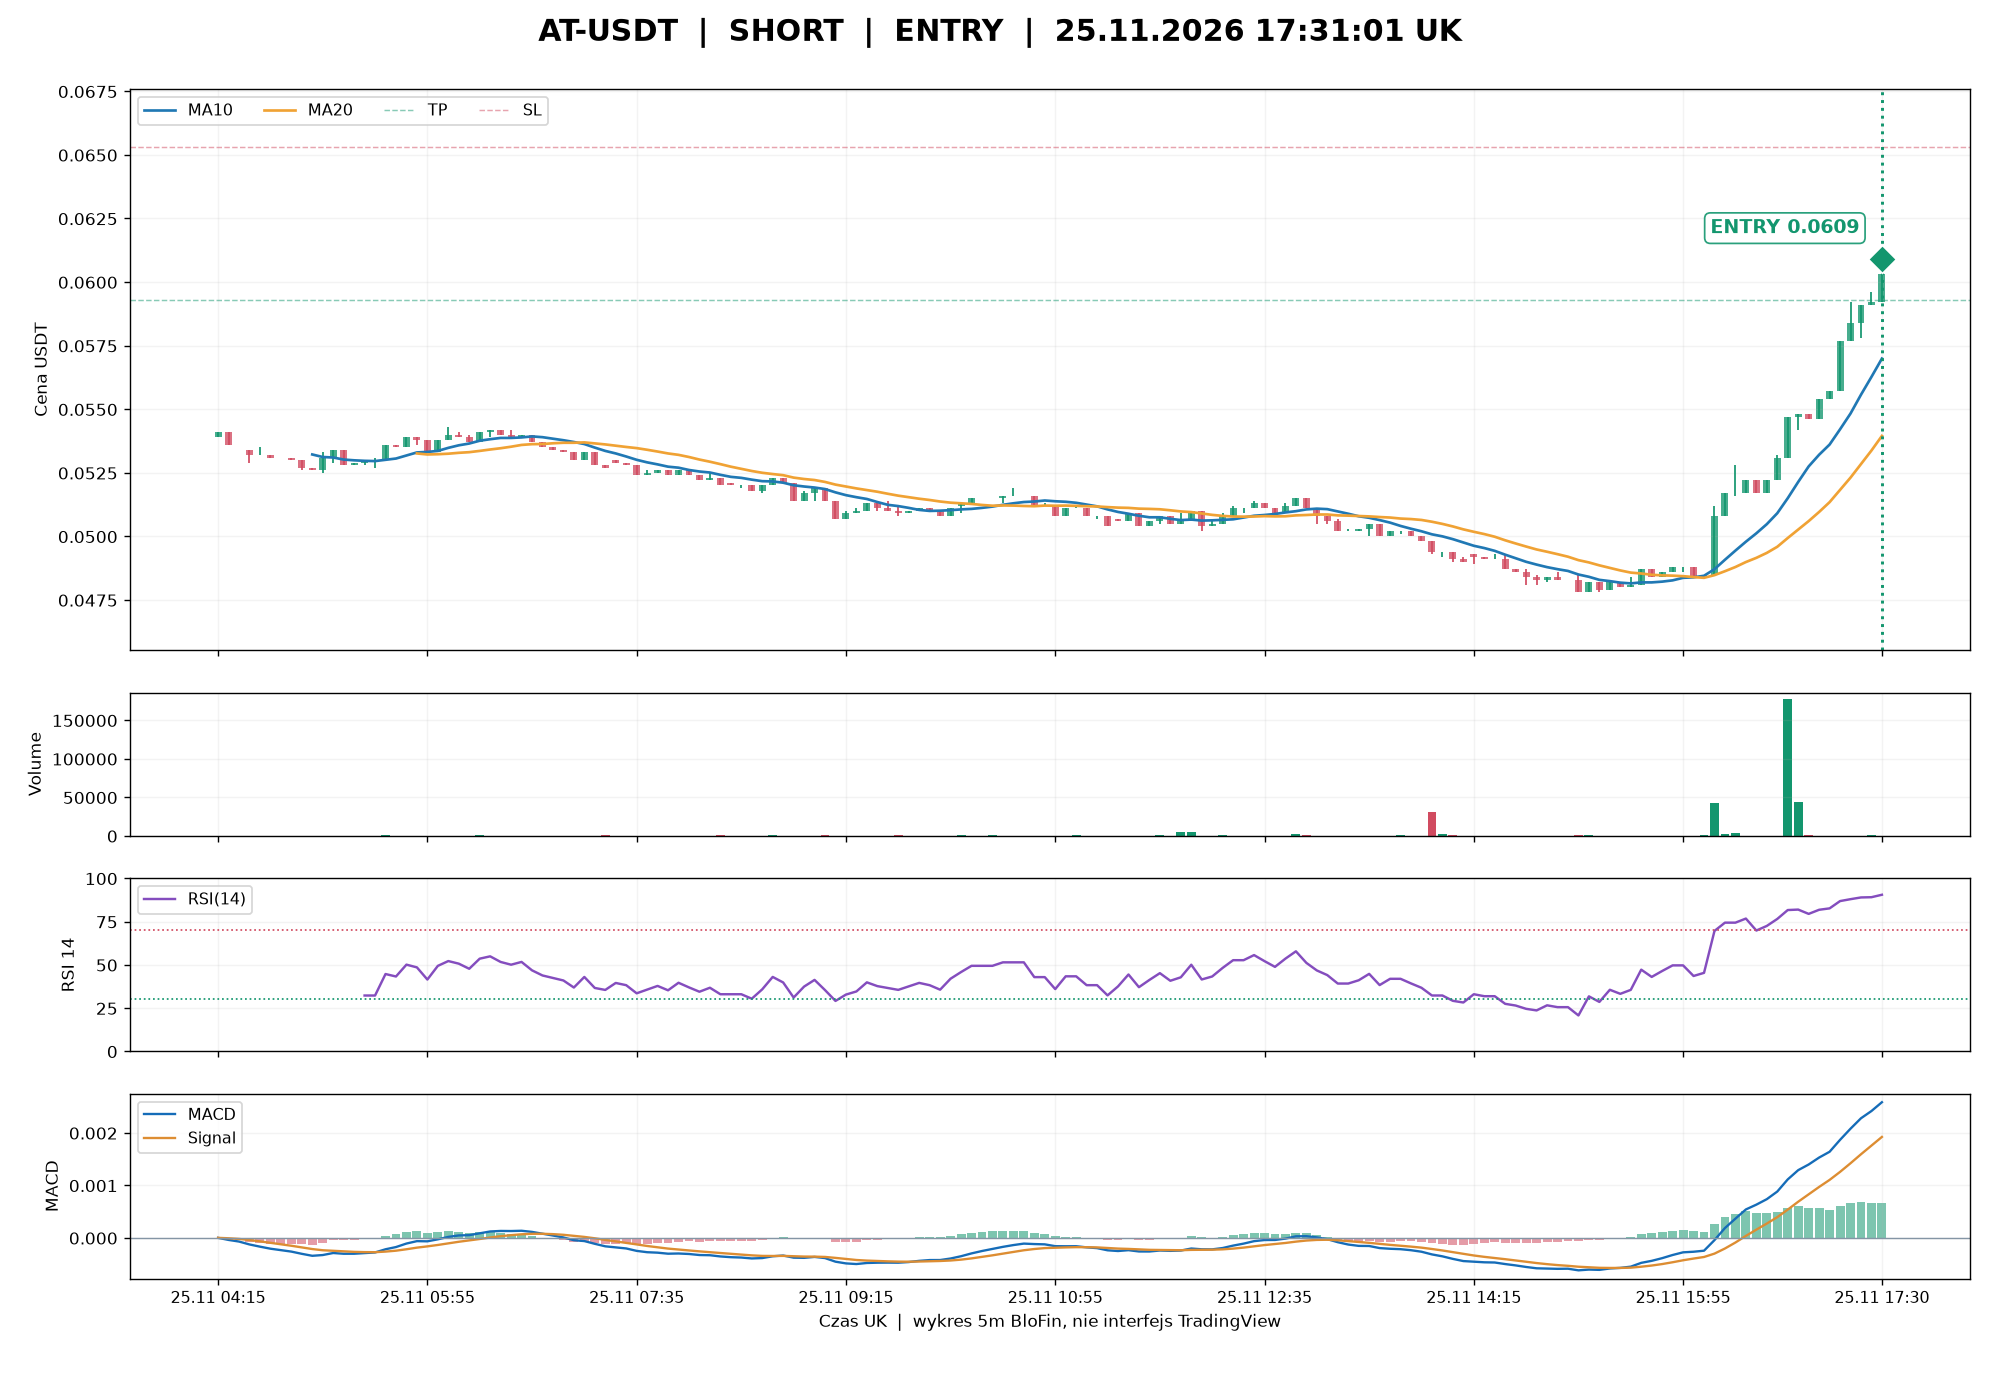 AT-USDT | SHORT | ENTRY | 25.11.2026 17:31:01 UK
MA10 MA20 TP SL
Cena USDT
0.0675
0.0650
0.0625
0.0600
0.0575
0.0550
0.0525
0.0500
0.0475
ENTRY 0.0609
Volume
150000
100000
50000
0
RSI(14)
RSI 14
100
75
50
25
0
MACD
Signal
MACD
0.002
0.001
0.000
25.11 04:15 25.11 05:55 25.11 07:35 25.11 09:15 25.11 10:55 25.11 12:35 25.11 14:15 25.11 15:55 25.11 17:30
Czas UK | wykres 5m BloFin, nie interfejs TradingView